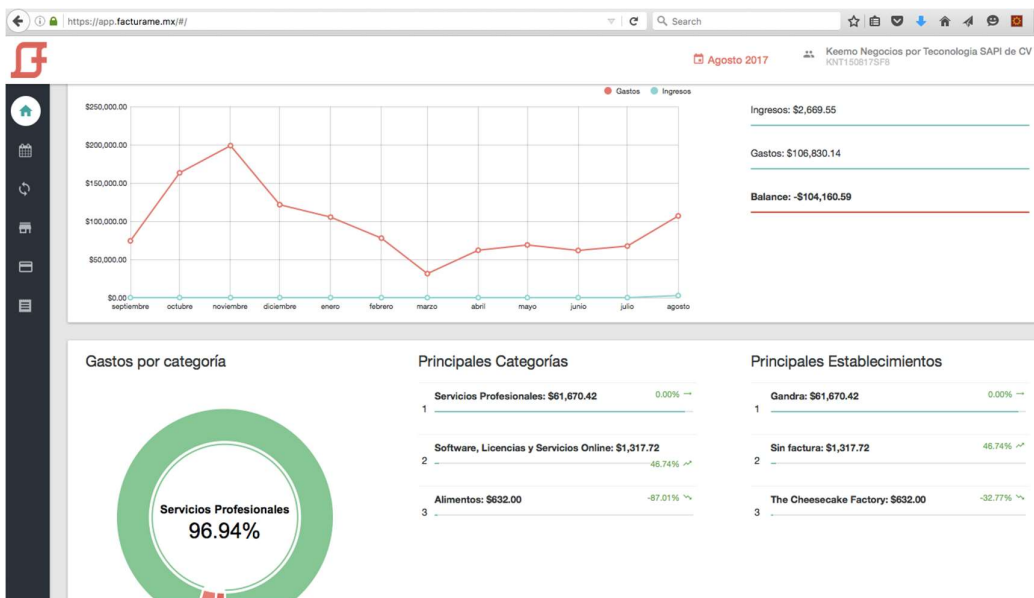 https://app.facturame.mx/#/
Search
Agosto 2017
Keemo Negocios por Teconologia SAPI de CV
KNT150817SF8
Gastos Ingresos
$250,000.00
$200,000.00
$150,000.00
$100,000.00
$50,000.00
$0.00
septiembre octubre noviembre diciembre enero febrero marzo abril mayo junio julio agosto
Ingresos: $2,669.55
Gastos: $106,830.14
Balance: -$104,160.59
Gastos por categoría
Servicios Profesionales
96.94%
Principales Categorías
1 Servicios Profesionales: $61,670.42 0.00%
2 Software, Licencias y Servicios Online: $1,317.72
46.74%
3 Alimentos: $632.00 -87.01%
Principales Establecimientos
1 Gandra: $61,670.42 0.00%
2 Sin factura: $1,317.72 46.74%
3 The Cheesecake Factory: $632.00 -32.77%